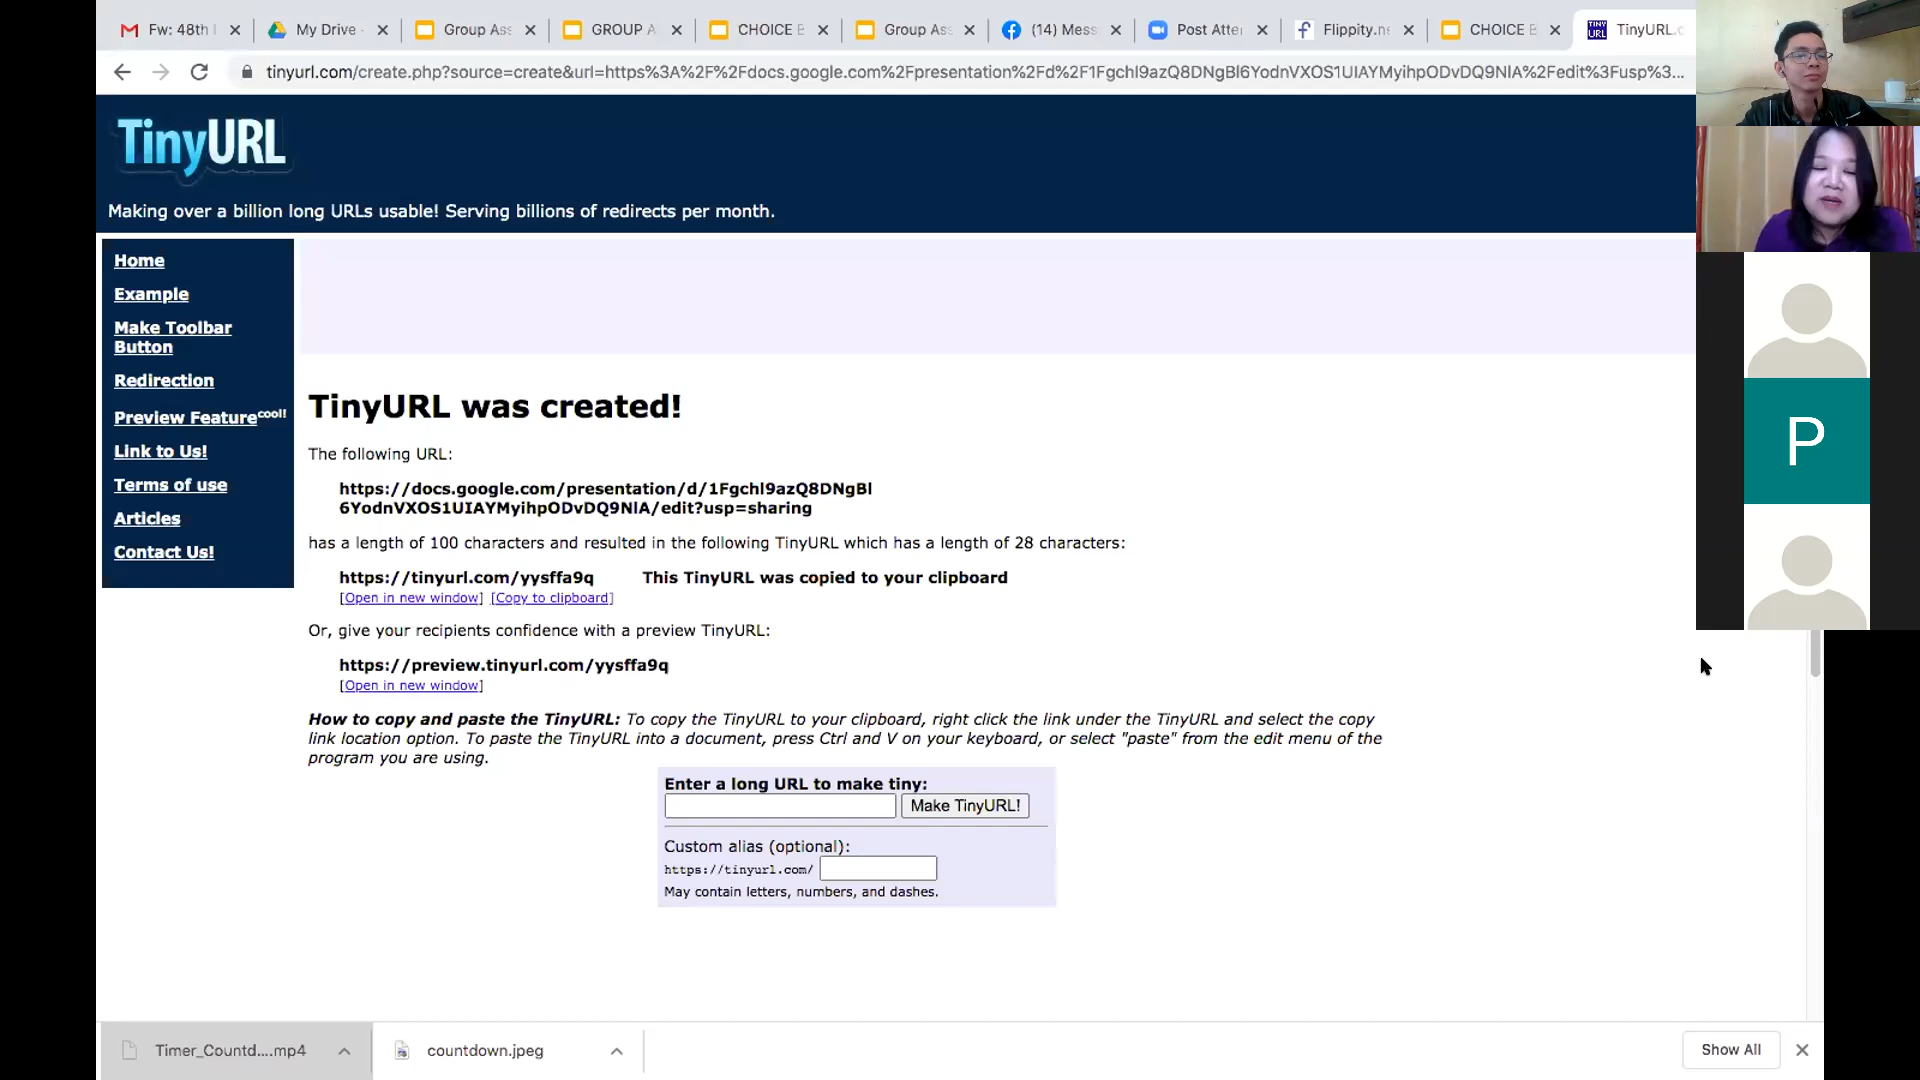 Fw: 48th
My Drive -
Group Ass
GROUP A
CHOICE B
Group Ass
(14) Mess
Post Atter
Flippity.ne
CHOICE B
TINY URL
TinyURL.c
tinyurl.com/create.php?source=create&url=https%3A%2F%2Fdocs.google.com%2Fpresentation%2Fd%2F1Fgchl9azQ8DNgBl6YodnVXOS1UIAYMyihpODvDQ9NlA%2Fedit%3Fusp%3...
TinyURL
Making over a billion long URLs usable! Serving billions of redirects per month.
Home
Example
Make Toolbar
Button
Redirection
Preview Feature cool!
Link to Us!
Terms of use
Articles
Contact Us!
TinyURL was created!
The following URL:
https://docs.google.com/presentation/d/1Fgchl9azQ8DNgBl
6YodnVXOS1UIAYMyihpODvDQ9NlA/edit?usp=sharing
has a length of 100 characters and resulted in the following TinyURL which has a length of 28 characters:
https://tinyurl.com/yysffa9q This TinyURL was copied to your clipboard
[Open in new window] [Copy to clipboard]
Or, give your recipients confidence with a preview TinyURL:
https://preview.tinyurl.com/yysffa9q
[Open in new window]
How to copy and paste the TinyURL: To copy the TinyURL to your clipboard, right click the link under the TinyURL and select the copy
link location option. To paste the TinyURL into a document, press Ctrl and V on your keyboard, or select "paste" from the edit menu of the
program you are using.
Enter a long URL to make tiny:
Make TinyURL!
Custom alias (optional):
https://tinyurl.com/
May contain letters, numbers, and dashes.
P
Timer_Countd....mp4
countdown.jpeg
Show All